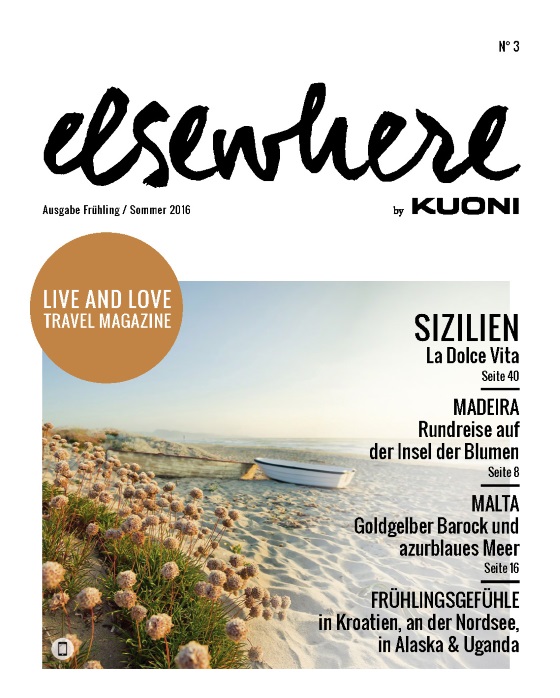 N° 3
elsewhere
Ausgabe Frühling / Sommer 2016
by KUONI
LIVE AND LOVE
TRAVEL MAGAZINE
SIZILIEN
La Dolce Vita
Seite 40
MADEIRA
Rundreise auf
der Insel der Blumen
Seite 8
MALTA
Goldgelber Barock und
azurblaues Meer
Seite 16
FRÜHLINGSGEFÜHLE
in Kroatien, an der Nordsee,
in Alaska & Uganda